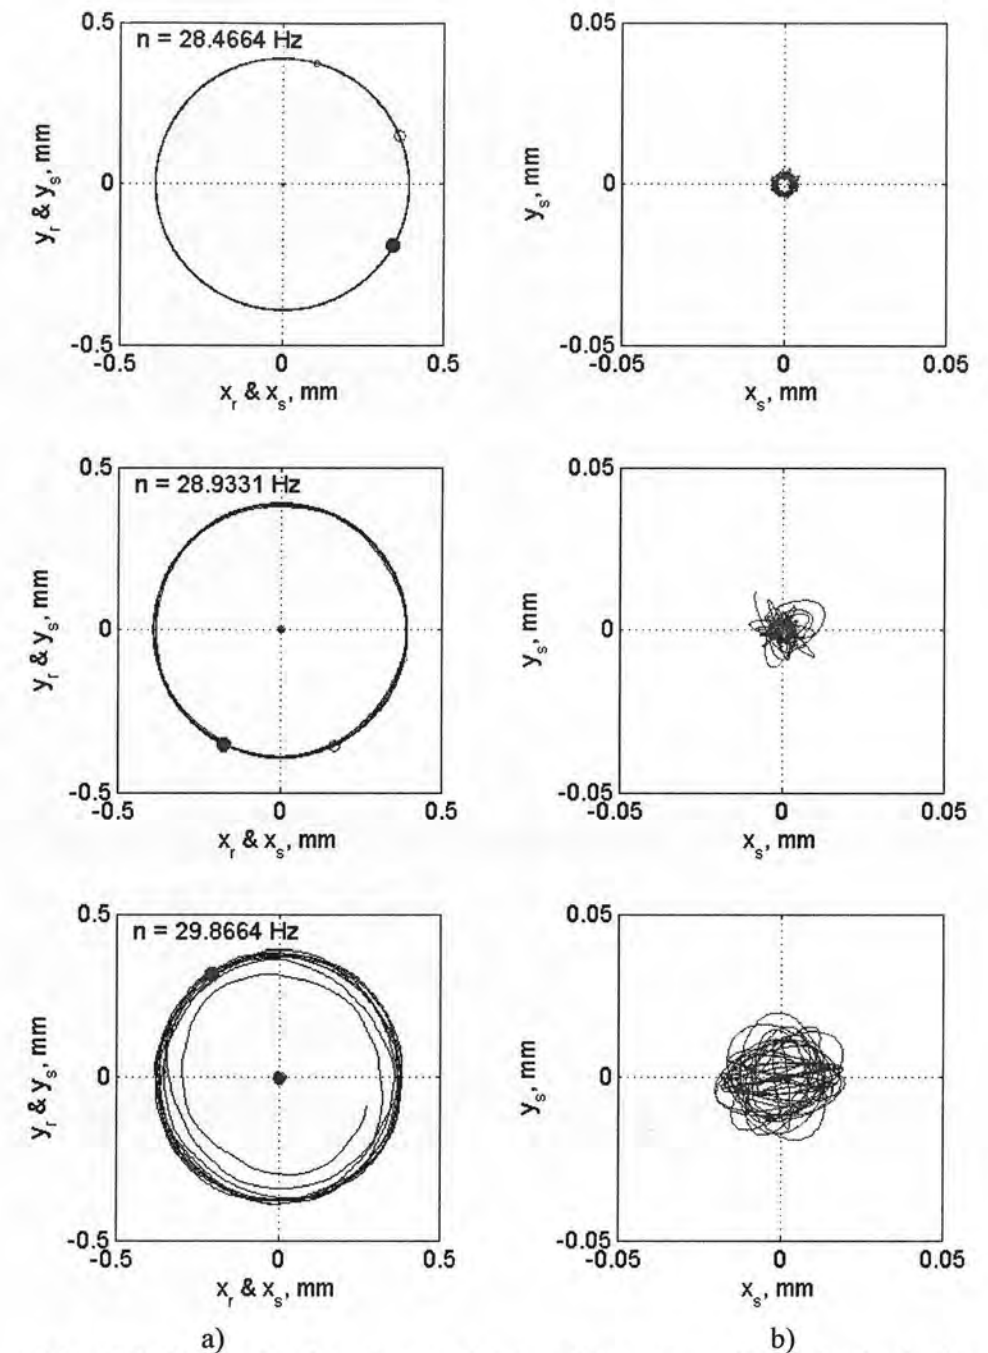 0.5
n = 28.4664 Hz
y_r & y_s, mm
0
-0.5
-0.5 0 0.5
x_r & x_s, mm
0.05
y_s, mm
0
-0.05
-0.05 0 0.05
x_s, mm
0.5
n = 28.9331 Hz
y_r & y_s, mm
0
-0.5
-0.5 0 0.5
x_r & x_s, mm
0.05
y_s, mm
0
-0.05
-0.05 0 0.05
x_s, mm
0.5
n = 29.8664 Hz
y_r & y_s, mm
0
-0.5
-0.5 0 0.5
x_r & x_s, mm
a)
0.05
y_s, mm
0
-0.05
-0.05 0 0.05
x_s, mm
b)